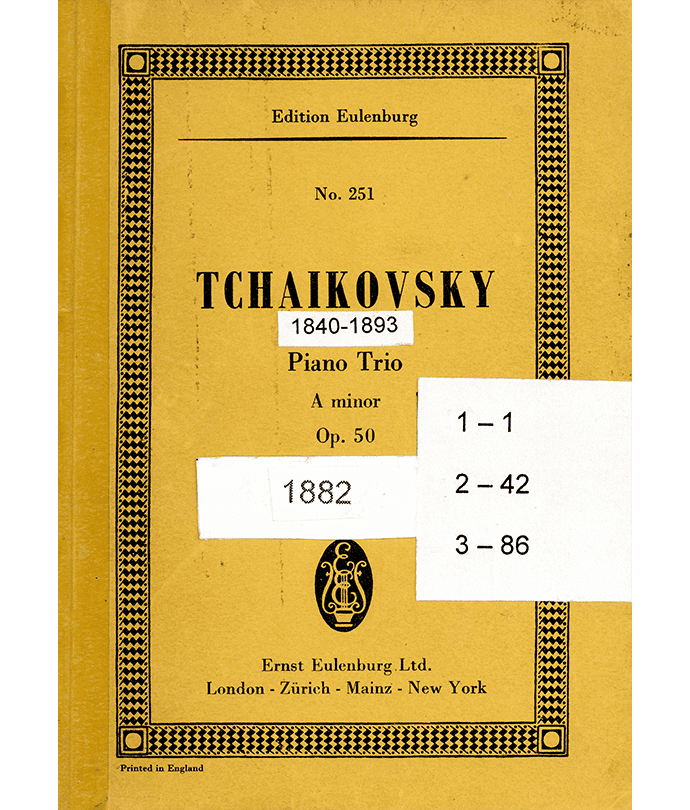 Edition Eulenburg
No. 251
TCHAIKOVSKY
1840-1893
Piano Trio
A minor
Op. 50
1882
1 – 1
2 – 42
3 – 86
Ernst Eulenburg Ltd.
London - Zürich - Mainz - New York
Printed in England